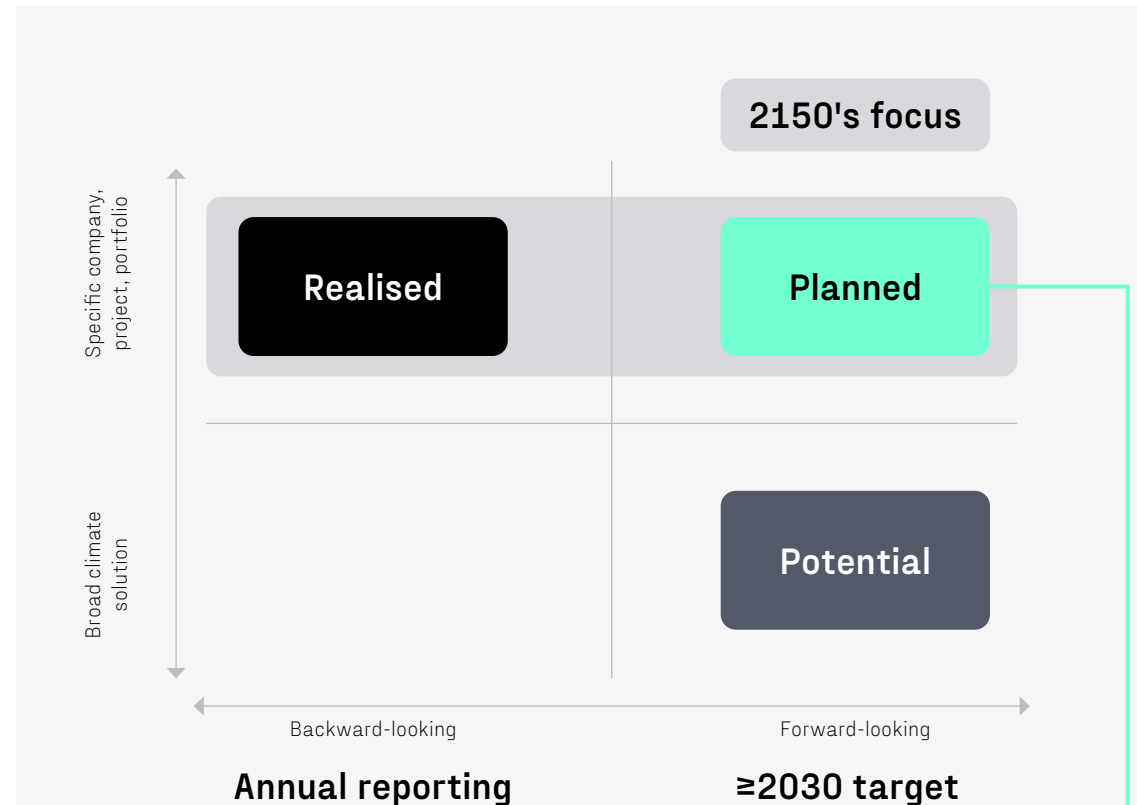 2150's focus
Specific company,
project, portfolio
Realised
Planned
Broad climate
solution
Potential
Backward-looking
Forward-looking
Annual reporting
≥2030 target